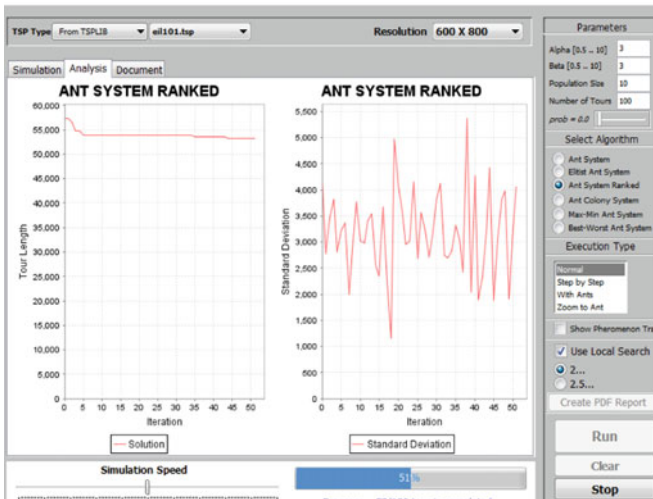 TSP Type From TSPLIB eil101.tsp Resolution 600 X 800
Simulation Analysis Document
ANT SYSTEM RANKED
60,000
55,000
50,000
45,000
40,000
35,000
30,000
25,000
20,000
15,000
10,000
5,000
0
Tour Length
0 5 10 15 20 25 30 35 40 45 50
Iteration
Solution
ANT SYSTEM RANKED
5,500
5,000
4,500
4,000
3,500
3,000
2,500
2,000
1,500
1,000
500
0
Standard Deviation
0 5 10 15 20 25 30 35 40 45 50
Iteration
Standard Deviation
Simulation Speed
51%
Parameters
Alpha [0.5 .. 10] 3
Beta [0.5 .. 10] 3
Population Size 10
Number of Tours 100
prob = 0.0
Select Algorithm
Ant System
Elitist Ant System
Ant System Ranked
Ant Colony System
Max-Min Ant System
Best-Worst Ant System
Execution Type
Normal
Step by Step
With Ants
Zoom to Ant
Show Pheromon Tra
Use Local Search
2...
2.5...
Create PDF Report
Run
Clear
Stop